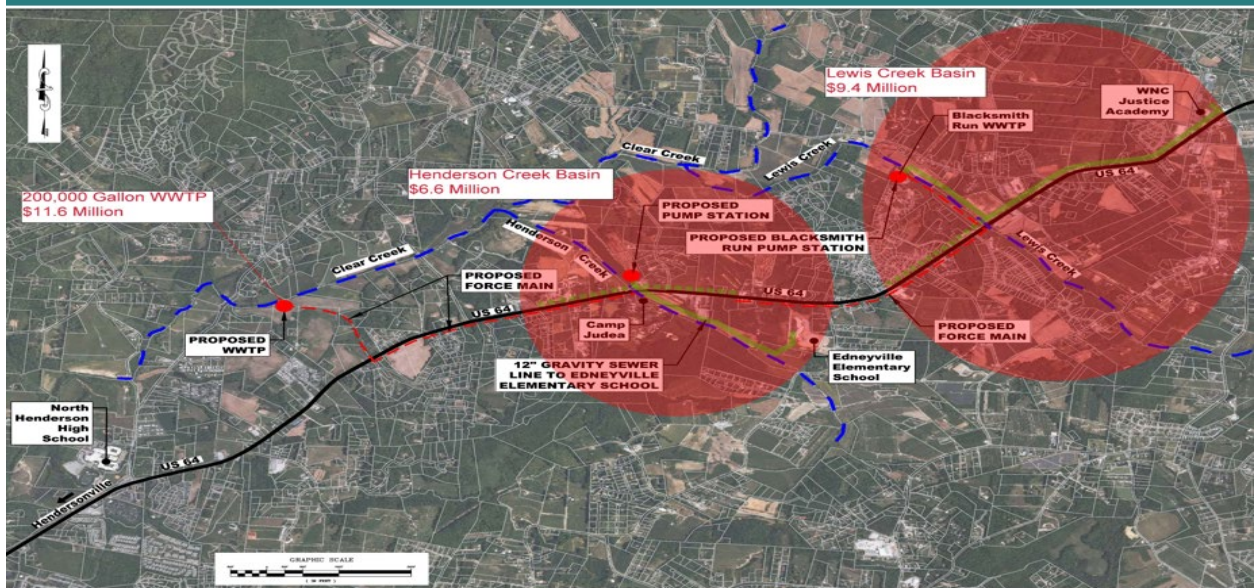 Lewis Creek Basin
$9.4 Million
WNC
Justice
Academy
Blacksmith
Run WWTP
Clear Creek
Lewis Creek
US 64
Henderson Creek Basin
$6.6 Million
200,000 Gallon WWTP
$11.6 Million
PROPOSED
PUMP STATION
PROPOSED BLACKSMITH
RUN PUMP STATION
Henderson
Creek
Lewis Creek
Clear Creek
PROPOSED
FORCE MAIN
US 64
US 64
PROPOSED
WWTP
Camp
Judea
PROPOSED
FORCE MAIN
12" GRAVITY SEWER
LINE TO EDNEYVILLE
ELEMENTARY SCHOOL
Edneyville
Elementary
School
North
Henderson
High
School
US 64
Hendersonville
GRAPHIC SCALE